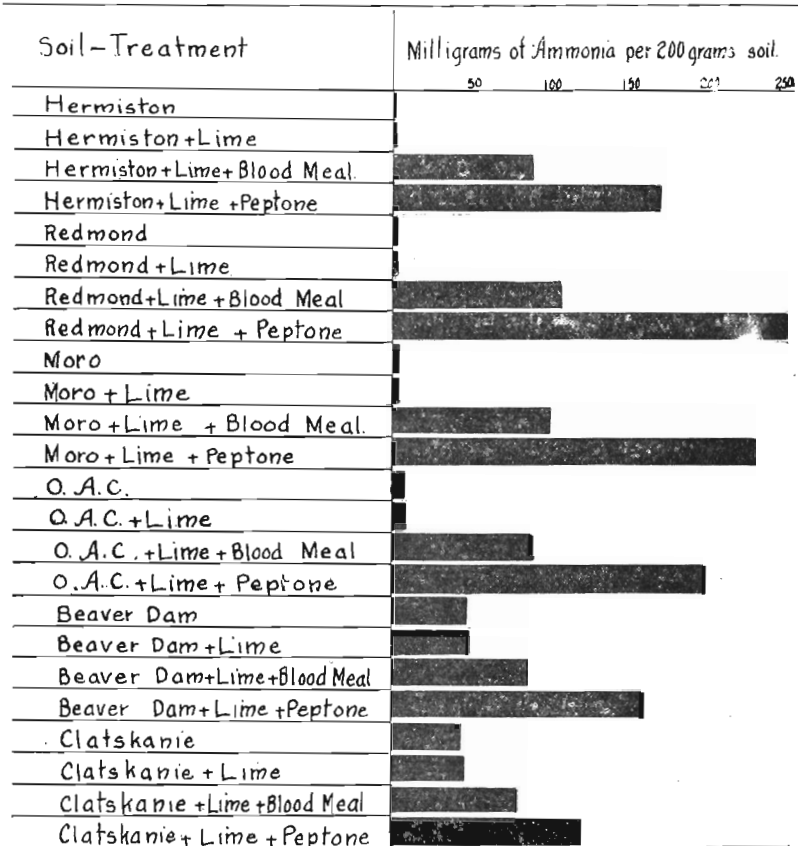 Soil-Treatment
Milligrams of Ammonia per 200 grams soil.
50 100 150 200 250
Hermiston
Hermiston+Lime
Hermiston+Lime+Blood Meal.
Hermiston+Lime+Peptone
Redmond
Redmond+Lime
Redmond+Lime+Blood Meal
Redmond+Lime+Peptone
Moro
Moro+Lime
Moro+Lime+Blood Meal.
Moro+Lime+Peptone
O.A.C.
O.A.C.+Lime
O.A.C.+Lime+Blood Meal
O.A.C.+Lime+Peptone
Beaver Dam
Beaver Dam+Lime
Beaver Dam+Lime+Blood Meal
Beaver Dam+Lime+Peptone
Clatskanie
Clatskanie+Lime
Clatskanie+Lime+Blood Meal
Clatskanie+Lime+Peptone